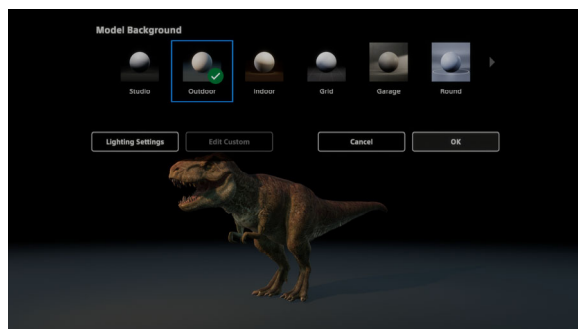 Model Background
Studio
Outdoor
Indoor
Grid
Garage
Round
Lighting Settings
Edit Custom
Cancel
OK